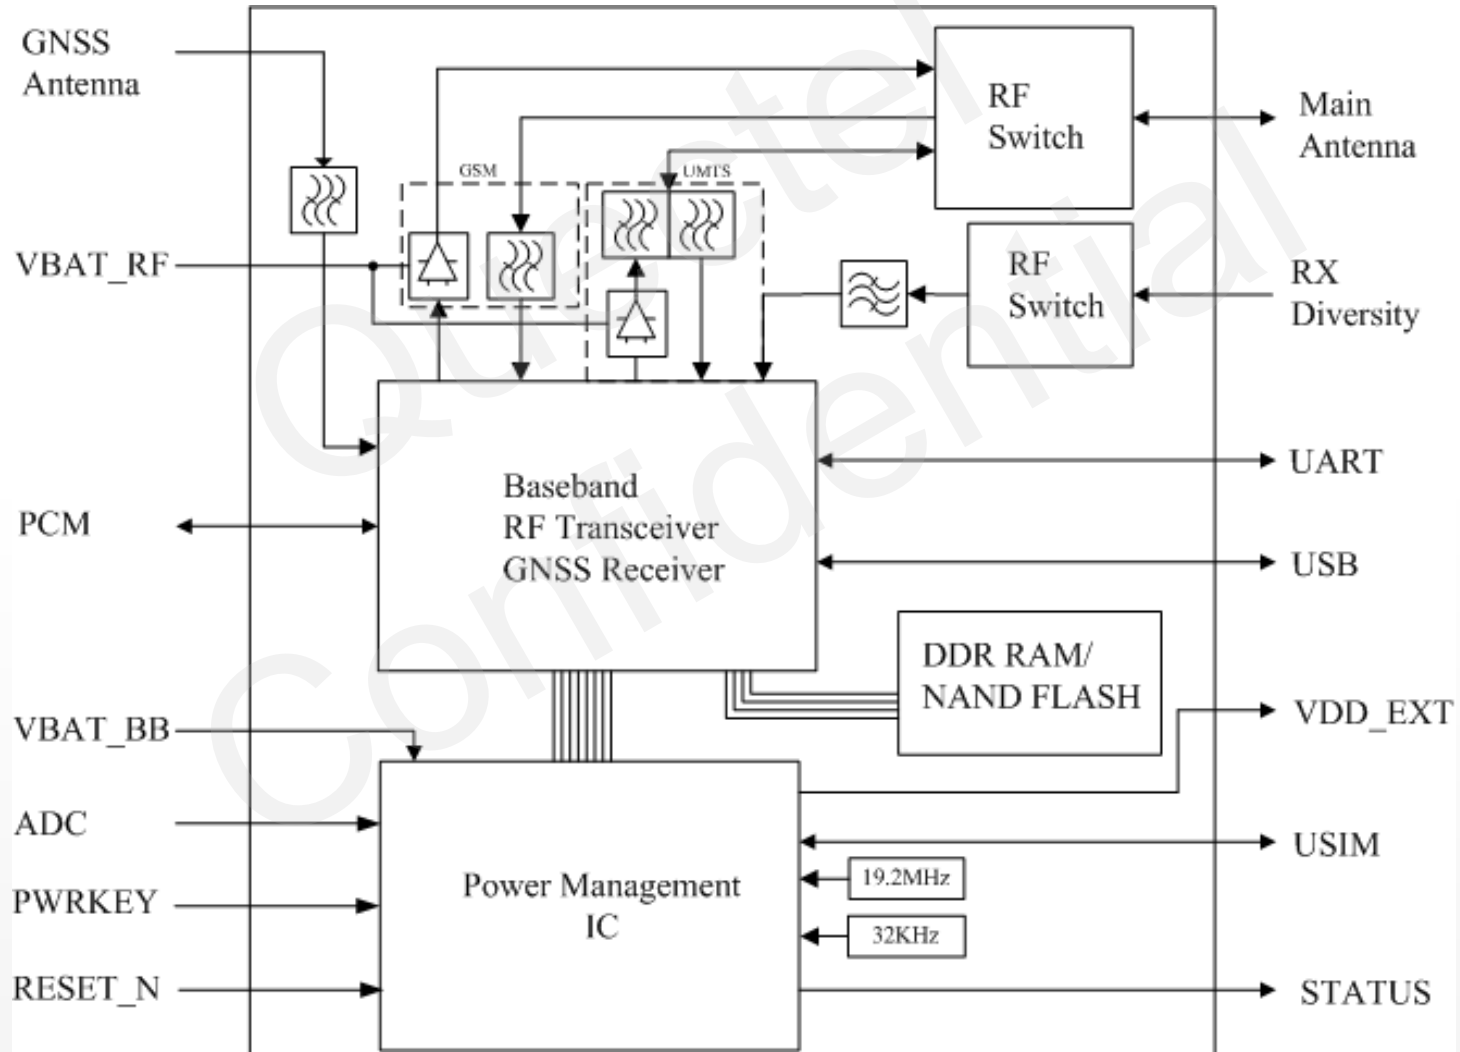 GNSS
Antenna
RF
Switch
Main
Antenna
GSM
UMTS
VBAT_RF
RF
Switch
RX
Diversity
UART
Baseband
RF Transceiver
GNSS Receiver
PCM
USB
DDR RAM/
NAND FLASH
VDD_EXT
VBAT_BB
ADC
USIM
Power Management
IC
19.2MHz
PWRKEY
32KHz
RESET_N
STATUS
Quectel
Confidential